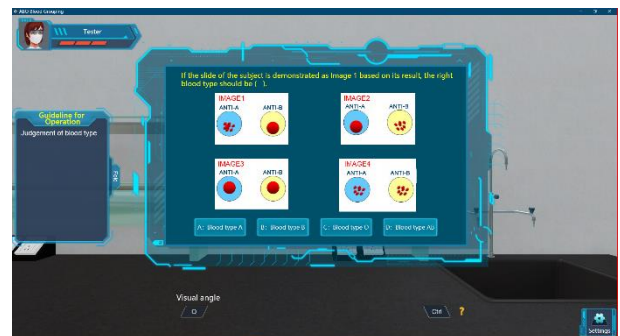 ABO Blood Grouping
Tester
If the slide of the subject is demonstrated as Image 1 based on its result, the right
blood type should be ( ).
Guideline for
Operation
Judgement of blood type
IMAGE1
ANTI-A ANTI-B
IMAGE2
ANTI-A ANTI-B
IMAGE3
ANTI-A ANTI-B
IMAGE4
ANTI-A ANTI-B
A: Blood type A
B: Blood type B
C: Blood type O
D: Blood type AB
Visual angle
Q
Ctrl
?
Settings